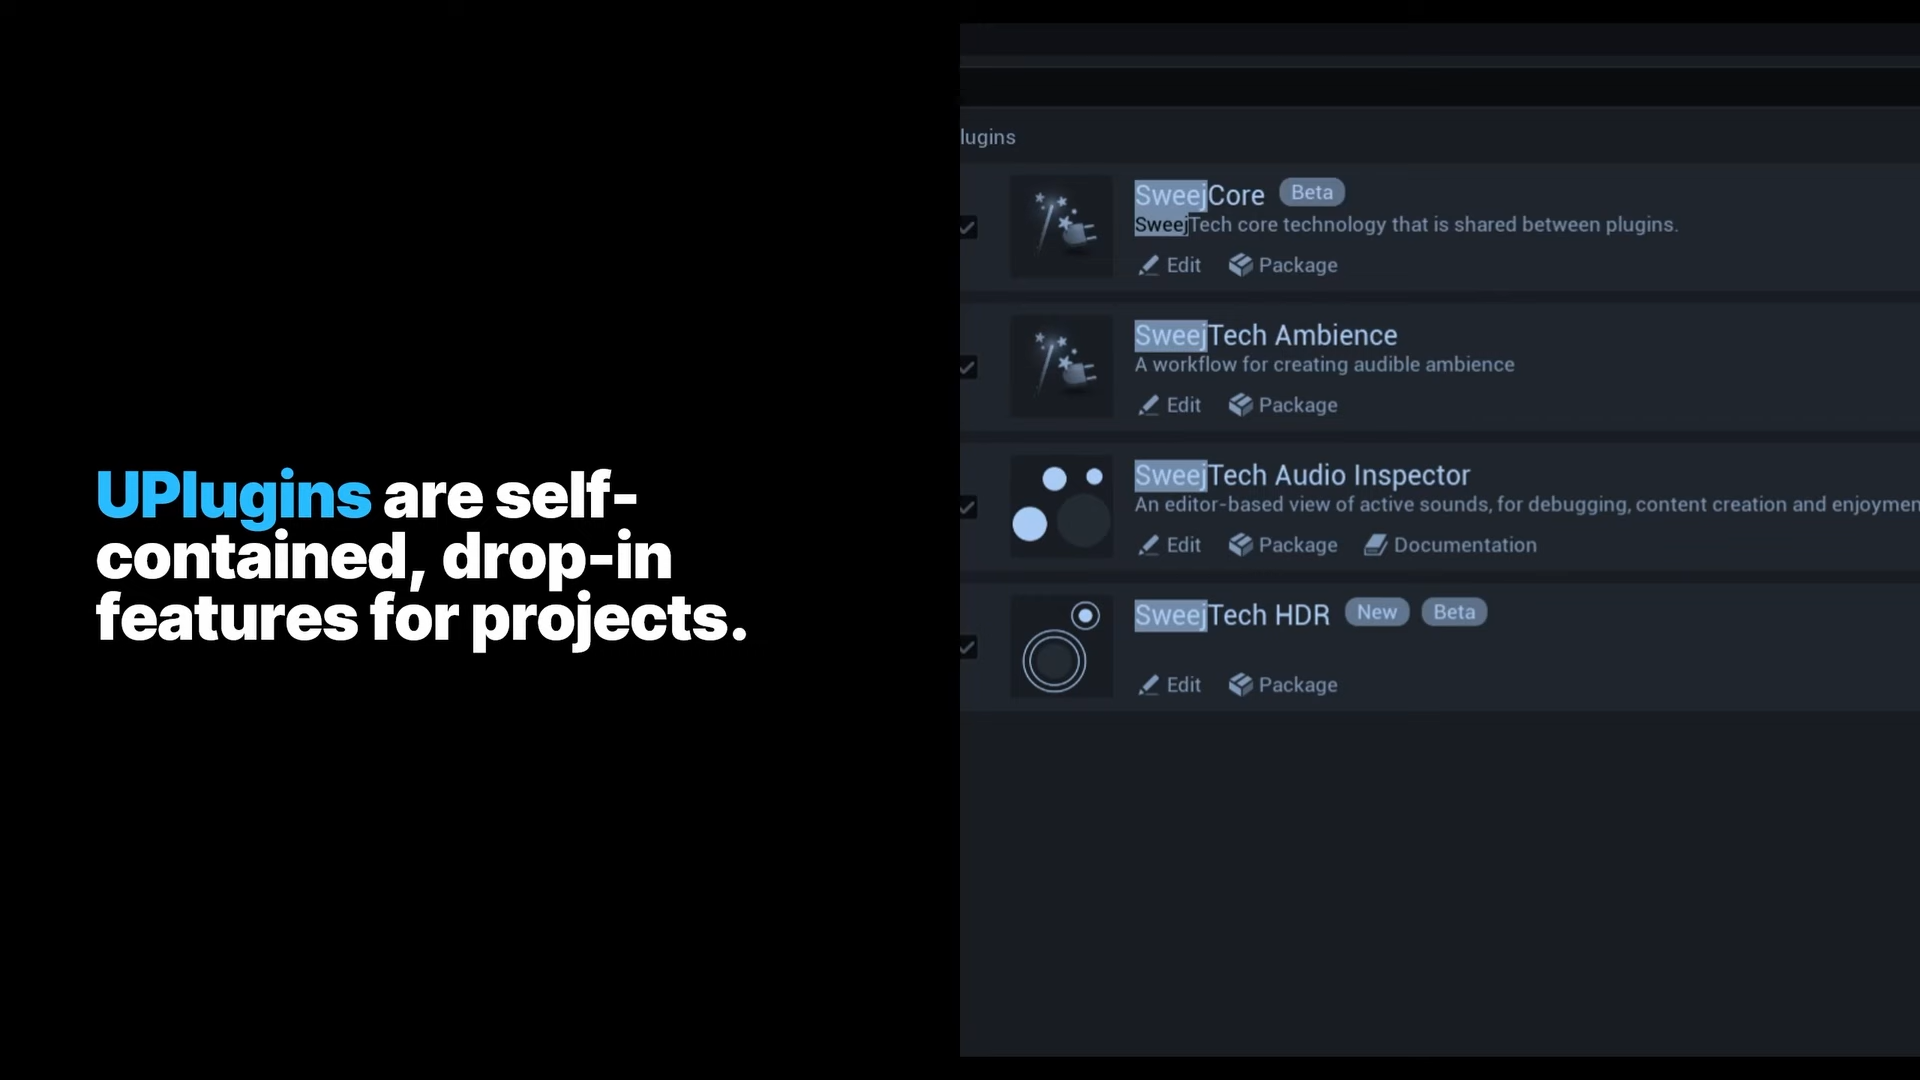 UPlugins are self-
contained, drop-in
features for projects.
lugins
SweejCore Beta
SweejTech core technology that is shared between plugins.
Edit Package
SweejTech Ambience
A workflow for creating audible ambience
Edit Package
SweejTech Audio Inspector
An editor-based view of active sounds, for debugging, content creation and enjoymen
Edit Package Documentation
SweejTech HDR New Beta
Edit Package